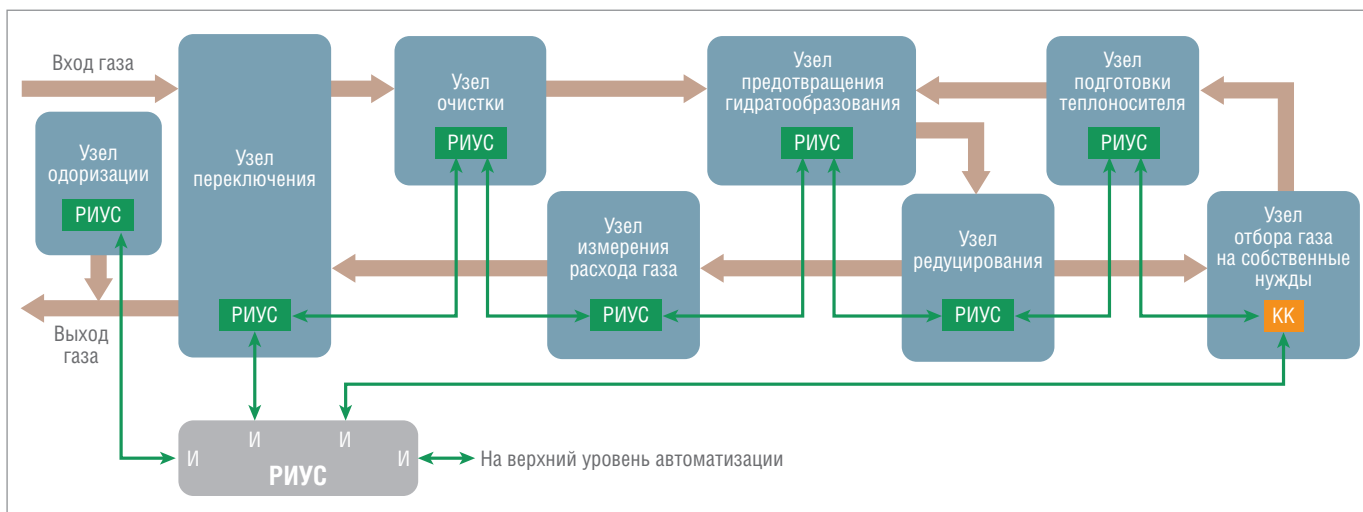 Вход газа
Узел
одоризации
РИУС
Выход
газа
Узел
переключения
РИУС
Узел
очистки
РИУС
Узел
измерения
расхода газа
РИУС
Узел
предотвращения
гидратообразования
РИУС
Узел
редуцирования
РИУС
Узел
подготовки
теплоносителя
РИУС
Узел
отбора газа
на собственные
нужды
КК
И
И
И
И
РИУС
На верхний уровень автоматизации